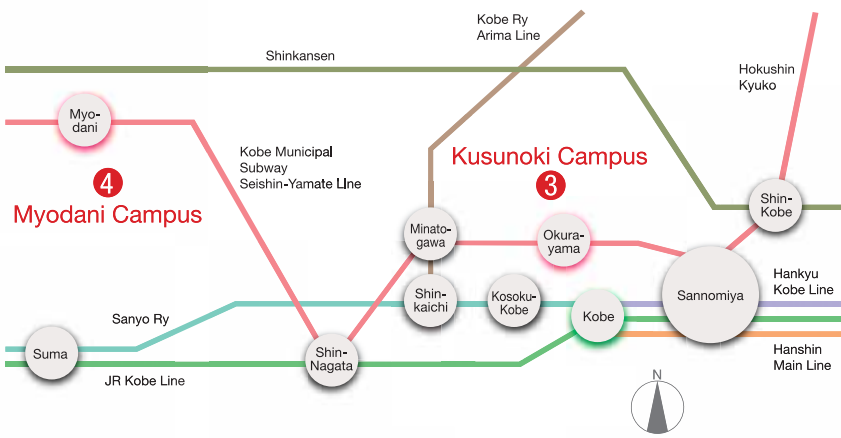 Kobe Ry
Arima Line
Shinkansen
Hokushin
Kyuko
Myo-
dani
Kobe Municipal
Subway
Seishin-Yamate LIne
Kusunoki Campus
3
4
Myodani Campus
Shin-
Kobe
Minato-
gawa
Okura-
yama
Shin-
kaichi
Kosoku-
Kobe
Kobe
Sannomiya
Hankyu
Kobe Line
Sanyo Ry
Suma
Shin-
Nagata
JR Kobe Line
Hanshin
Main Line
N